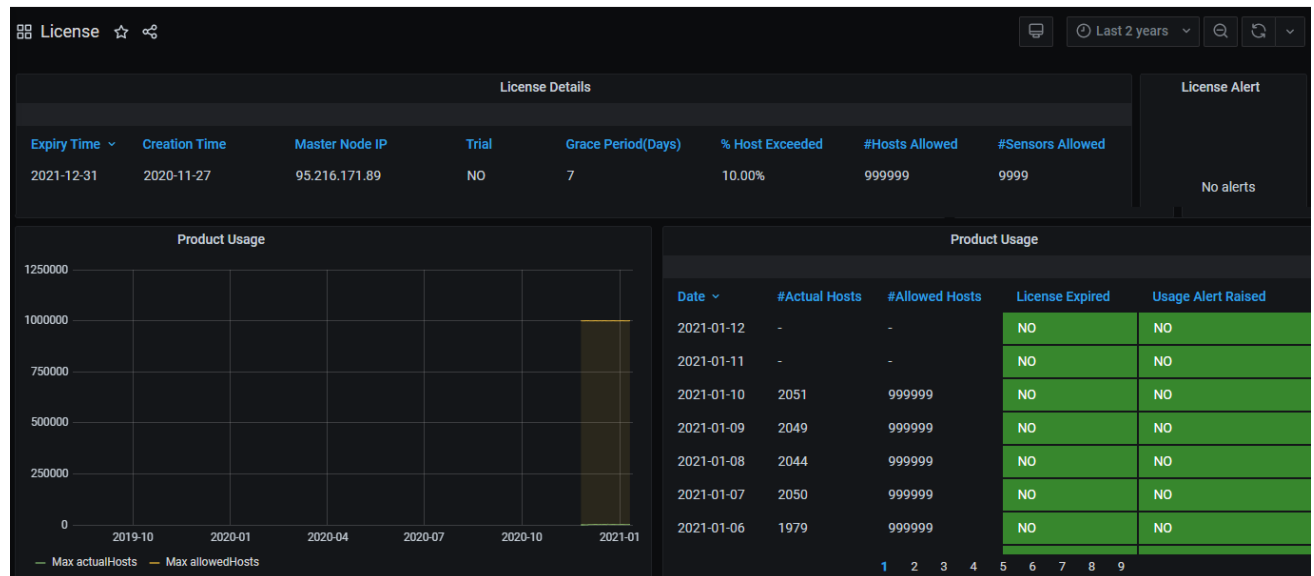 License
Last 2 years
License Details
Expiry Time Creation Time Master Node IP Trial Grace Period(Days) % Host Exceeded #Hosts Allowed #Sensors Allowed
2021-12-31 2020-11-27 95.216.171.89 NO 7 10.00% 999999 9999
License Alert
No alerts
Product Usage
1250000
1000000
750000
500000
250000
0
2019-10 2020-01 2020-04 2020-07 2020-10 2021-01
Max actualHosts Max allowedHosts
Product Usage
Date #Actual Hosts #Allowed Hosts License Expired Usage Alert Raised
2021-01-12 - - NO NO
2021-01-11 - - NO NO
2021-01-10 2051 999999 NO NO
2021-01-09 2049 999999 NO NO
2021-01-08 2044 999999 NO NO
2021-01-07 2050 999999 NO NO
2021-01-06 1979 999999 NO NO
1 2 3 4 5 6 7 8 9